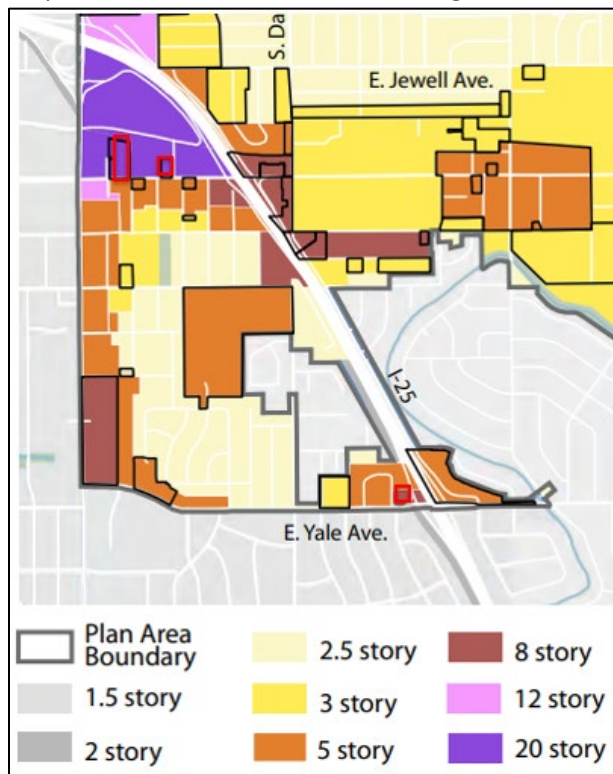 S. Da
E. Jewell Ave.
I-25
E. Yale Ave.
Plan Area
Boundary
1.5 story
2 story
2.5 story
3 story
5 story
8 story
12 story
20 story